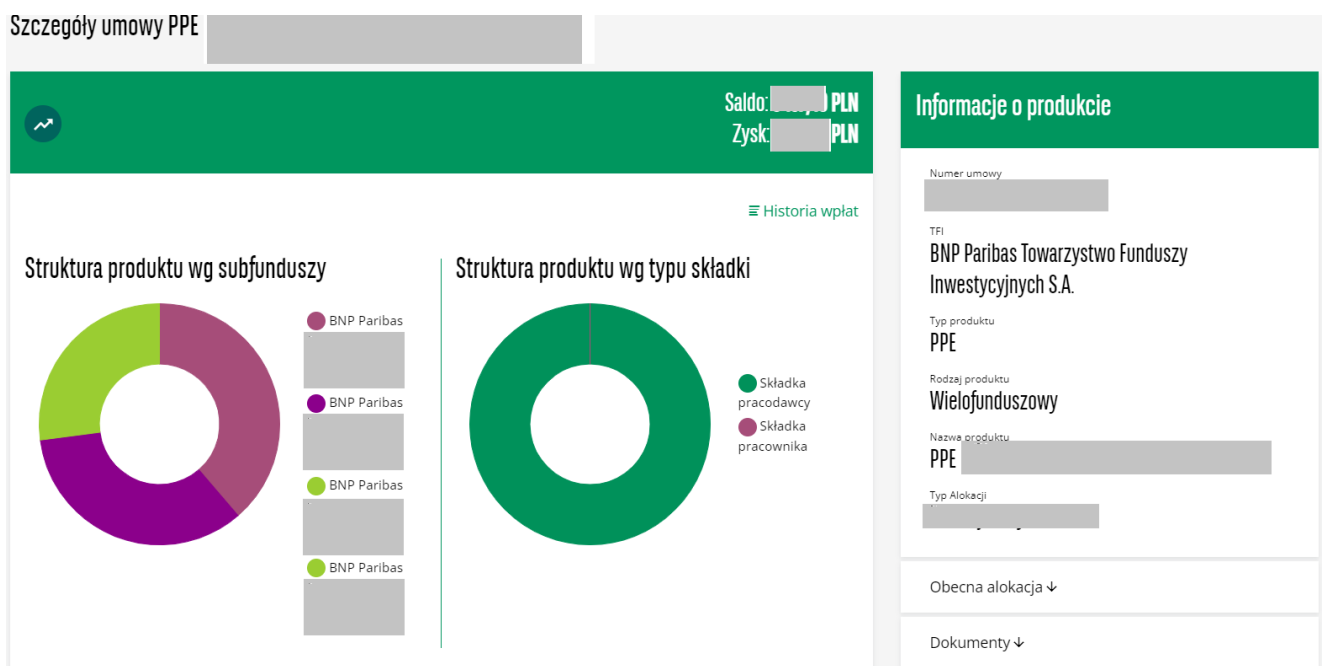 Szczegóły umowy PPE
Saldo: PLN
Zysk: PLN
Historia wpłat
Struktura produktu wg subfunduszy
BNP Paribas
BNP Paribas
BNP Paribas
BNP Paribas
Struktura produktu wg typu składki
Składka
pracodawcy
Składka
pracownika
Informacje o produkcie
Numer umowy
TFI
BNP Paribas Towarzystwo Funduszy
Inwestycyjnych S.A.
Typ produktu
PPE
Rodzaj produktu
Wielofunduszowy
Nazwa produktu
PPE
Typ Alokacji
Obecna alokacja ↓
Dokumenty ↓